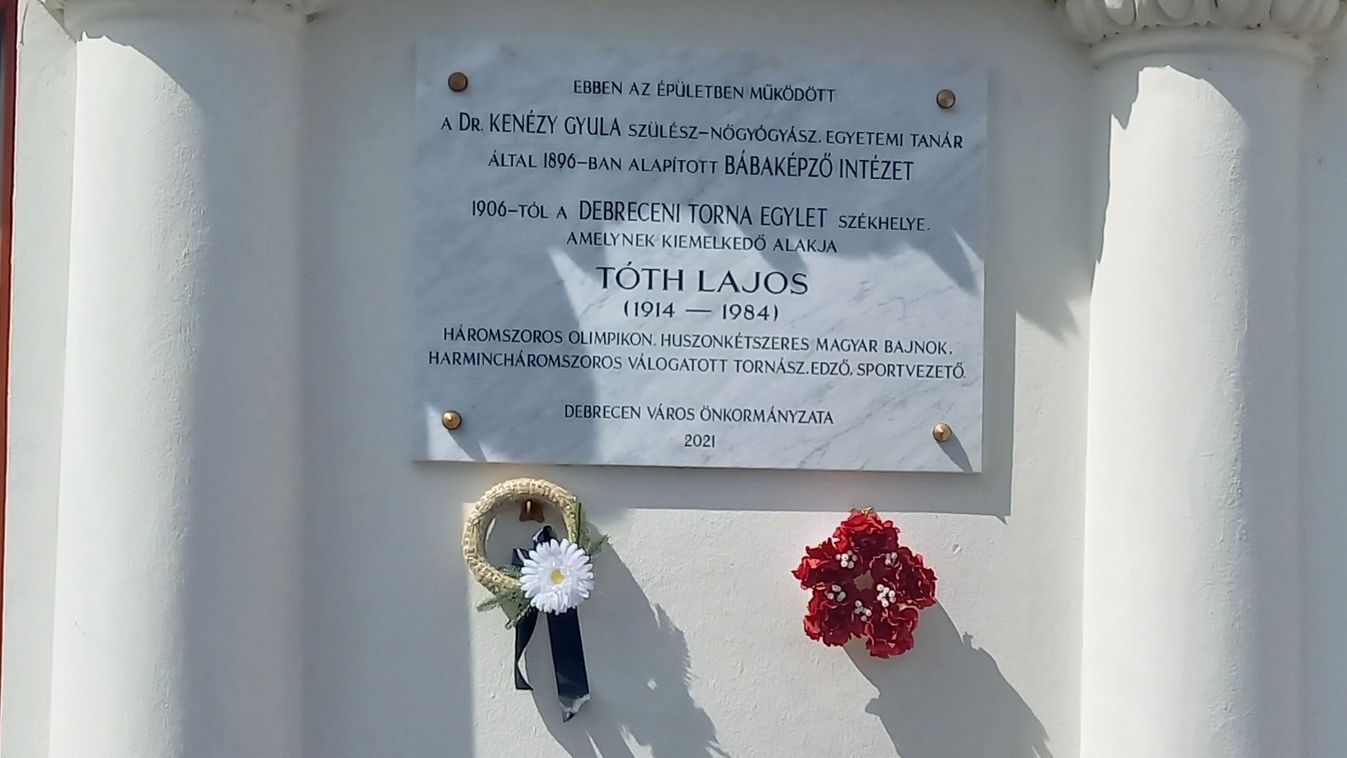 EBBEN AZ ÉPÜLETBEN MŰKÖDÖTT
A DR. KENÉZY GYULA SZÜLÉSZ-NŐGYÓGYÁSZ, EGYETEMI TANÁR
ÁLTAL 1896-BAN ALAPÍTOTT BÁBAKÉPZŐ INTÉZET
1906-TÓL A DEBRECENI TORNA EGYLET SZÉKHELYE,
AMELYNEK KIEMELKEDŐ ALAKJA
TÓTH LAJOS
(1914 — 1984)
HÁROMSZOROS OLIMPIKON, HUSZONKÉTSZERES MAGYAR BAJNOK,
HARMINCHÁROMSZOROS VÁLOGATOTT TORNÁSZ, EDZŐ, SPORTVEZETŐ.
DEBRECEN VÁROS ÖNKORMÁNYZATA
2021